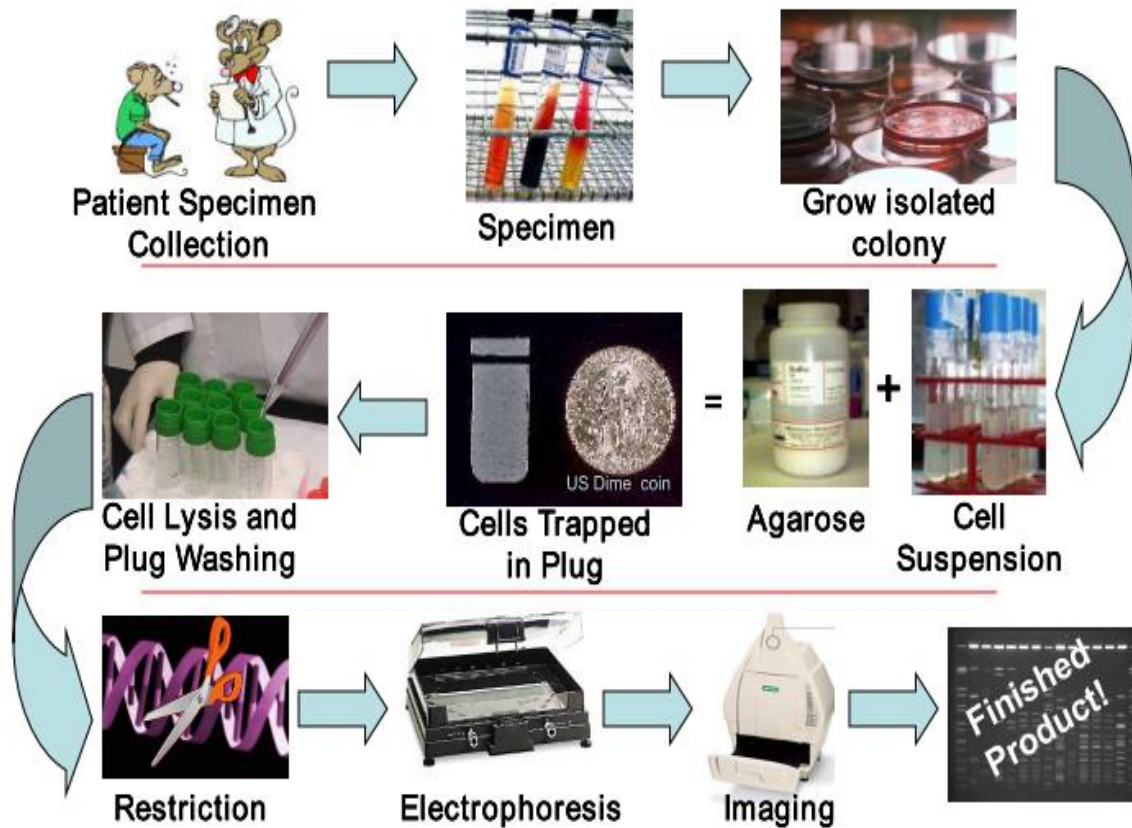 Patient Specimen
Collection
Specimen
Grow isolated
colony
Cell Lysis and
Plug Washing
US Dime coin
Cells Trapped
in Plug
=
Agarose
+
Cell
Suspension
Restriction
Electrophoresis
Imaging
Finished
Product!